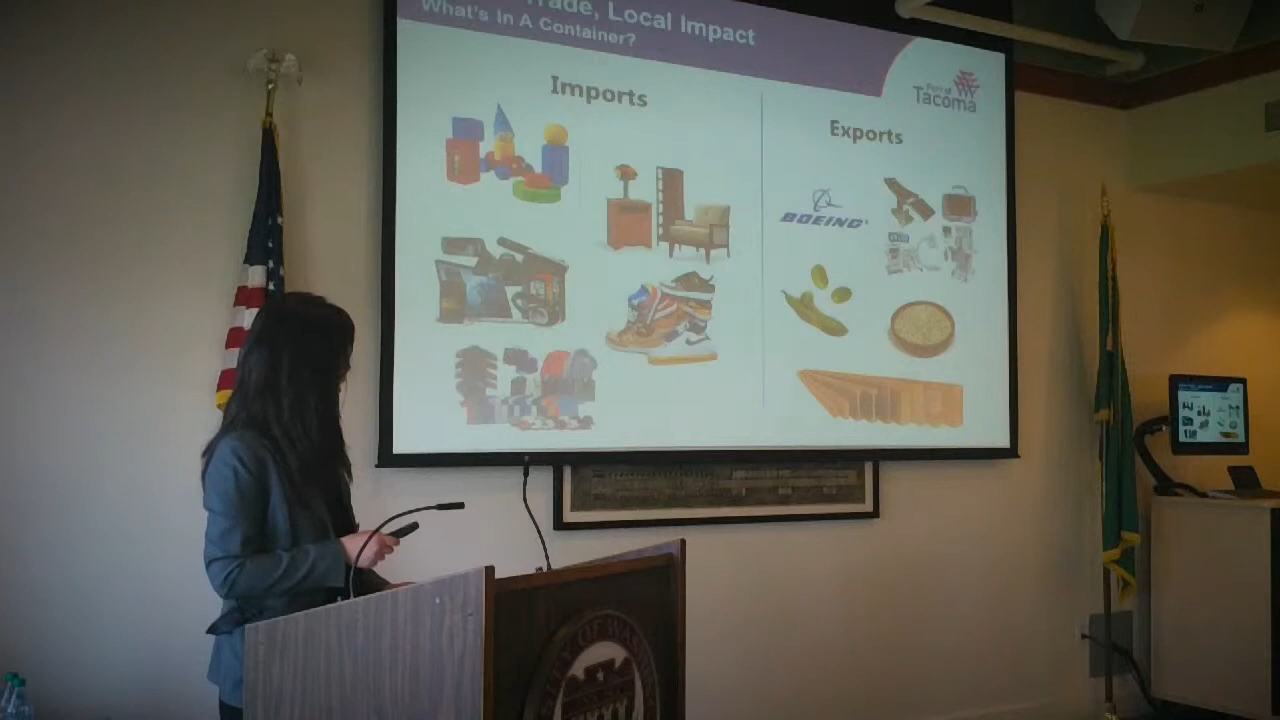 Trade, Local Impact
What's In A Container?
Port of
Tacoma
Imports
Exports
BOEING